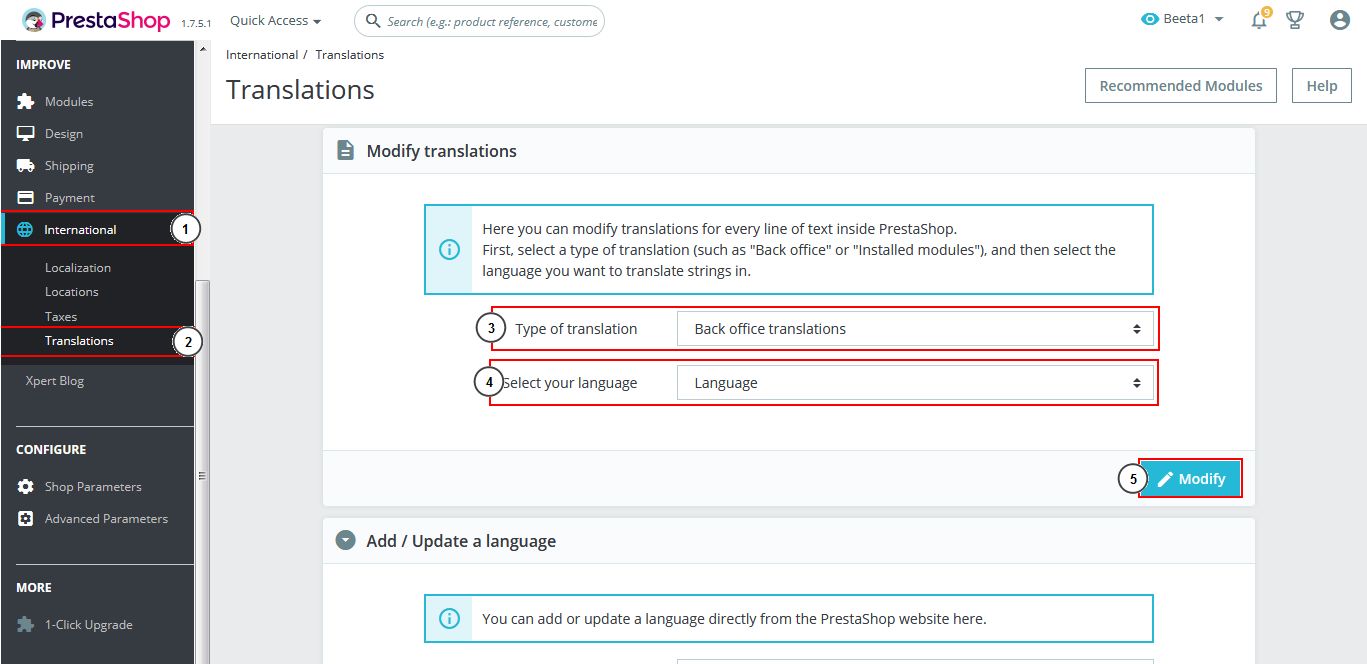 PrestaShop 1.7.5.1
Quick Access
Search (e.g.: product reference, custome
Beeta1
9
IMPROVE
Modules
Design
Shipping
Payment
International
1
Localization
Locations
Taxes
Translations
2
Xpert Blog
CONFIGURE
Shop Parameters
Advanced Parameters
MORE
1-Click Upgrade
International / Translations
Translations
Recommended Modules
Help
Modify translations
Here you can modify translations for every line of text inside PrestaShop.
First, select a type of translation (such as "Back office" or "Installed modules"), and then select the
language you want to translate strings in.
3
Type of translation
Back office translations
4
Select your language
Language
5
Modify
Add / Update a language
You can add or update a language directly from the PrestaShop website here.